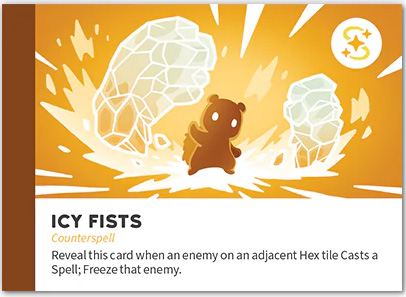 ICY FISTS
Counterspell
Reveal this card when an enemy on an adjacent Hex tile Casts a
Spell; Freeze that enemy.